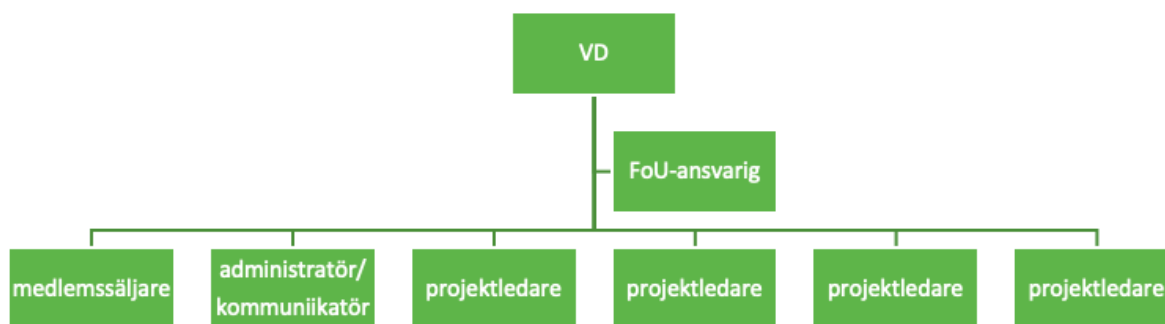 VD
FoU-ansvarig
medlemssäljare
administratör/
kommuniikatör
projektledare
projektledare
projektledare
projektledare